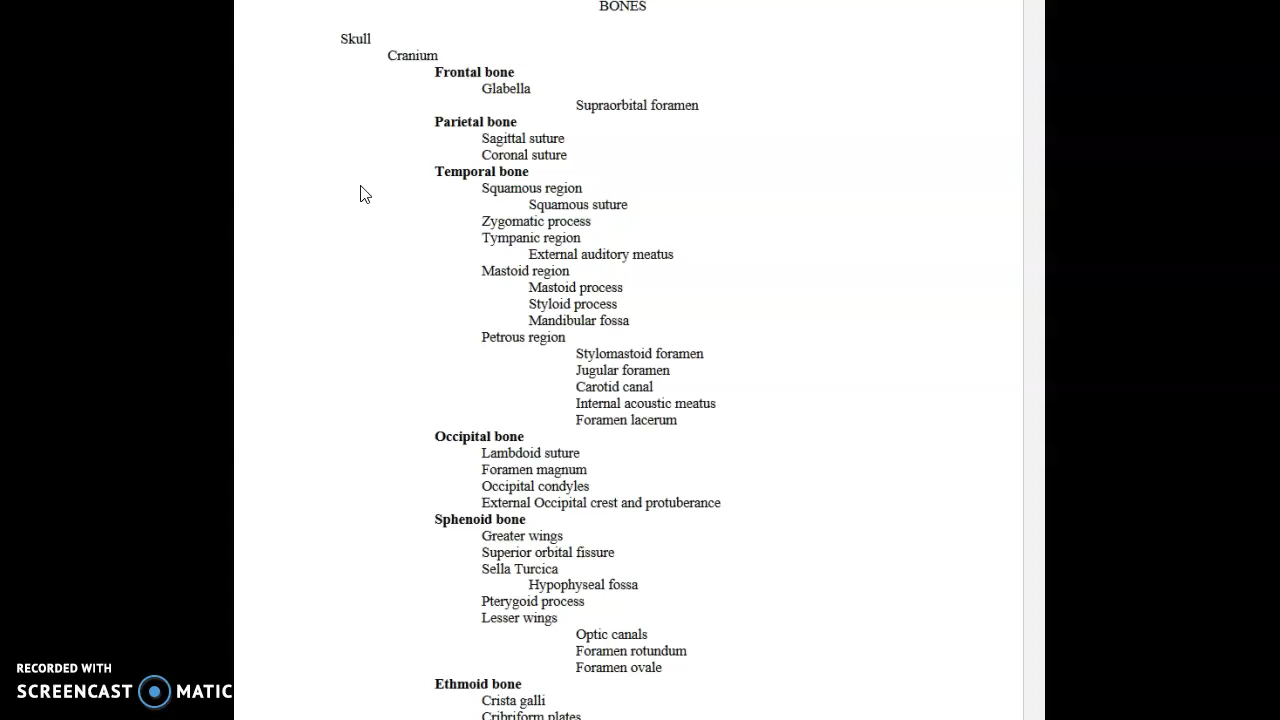 BONES
Skull
Cranium
Frontal bone
Glabella
Supraorbital foramen
Parietal bone
Sagittal suture
Coronal suture
Temporal bone
Squamous region
Squamous suture
Zygomatic process
Tympanic region
External auditory meatus
Mastoid region
Mastoid process
Styloid process
Mandibular fossa
Petrous region
Stylomastoid foramen
Jugular foramen
Carotid canal
Internal acoustic meatus
Foramen lacerum
Occipital bone
Lambdoid suture
Foramen magnum
Occipital condyles
External Occipital crest and protuberance
Sphenoid bone
Greater wings
Superior orbital fissure
Sella Turcica
Hypophyseal fossa
Pterygoid process
Lesser wings
Optic canals
Foramen rotundum
Foramen ovale
Ethmoid bone
Crista galli
Cribriform plates
RECORDED WITH
SCREENCAST MATIC